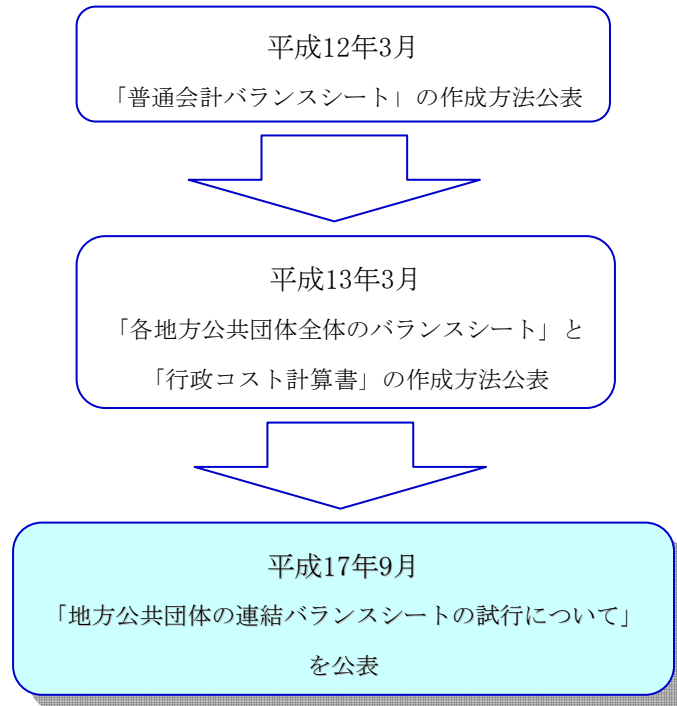 平成12年3月
「普通会計バランスシート」の作成方法公表
平成13年3月
「各地方公共団体全体のバランスシート」と
「行政コスト計算書」の作成方法公表
平成17年9月
「地方公共団体の連結バランスシートの試行について」
を公表